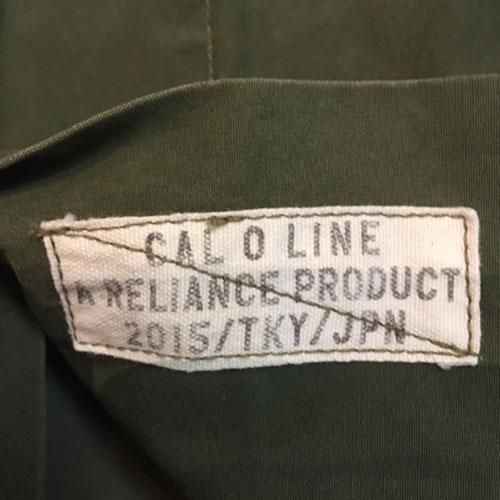 CAL O LINE
A RELIANCE PRODUCT
2015/TKY/JPN